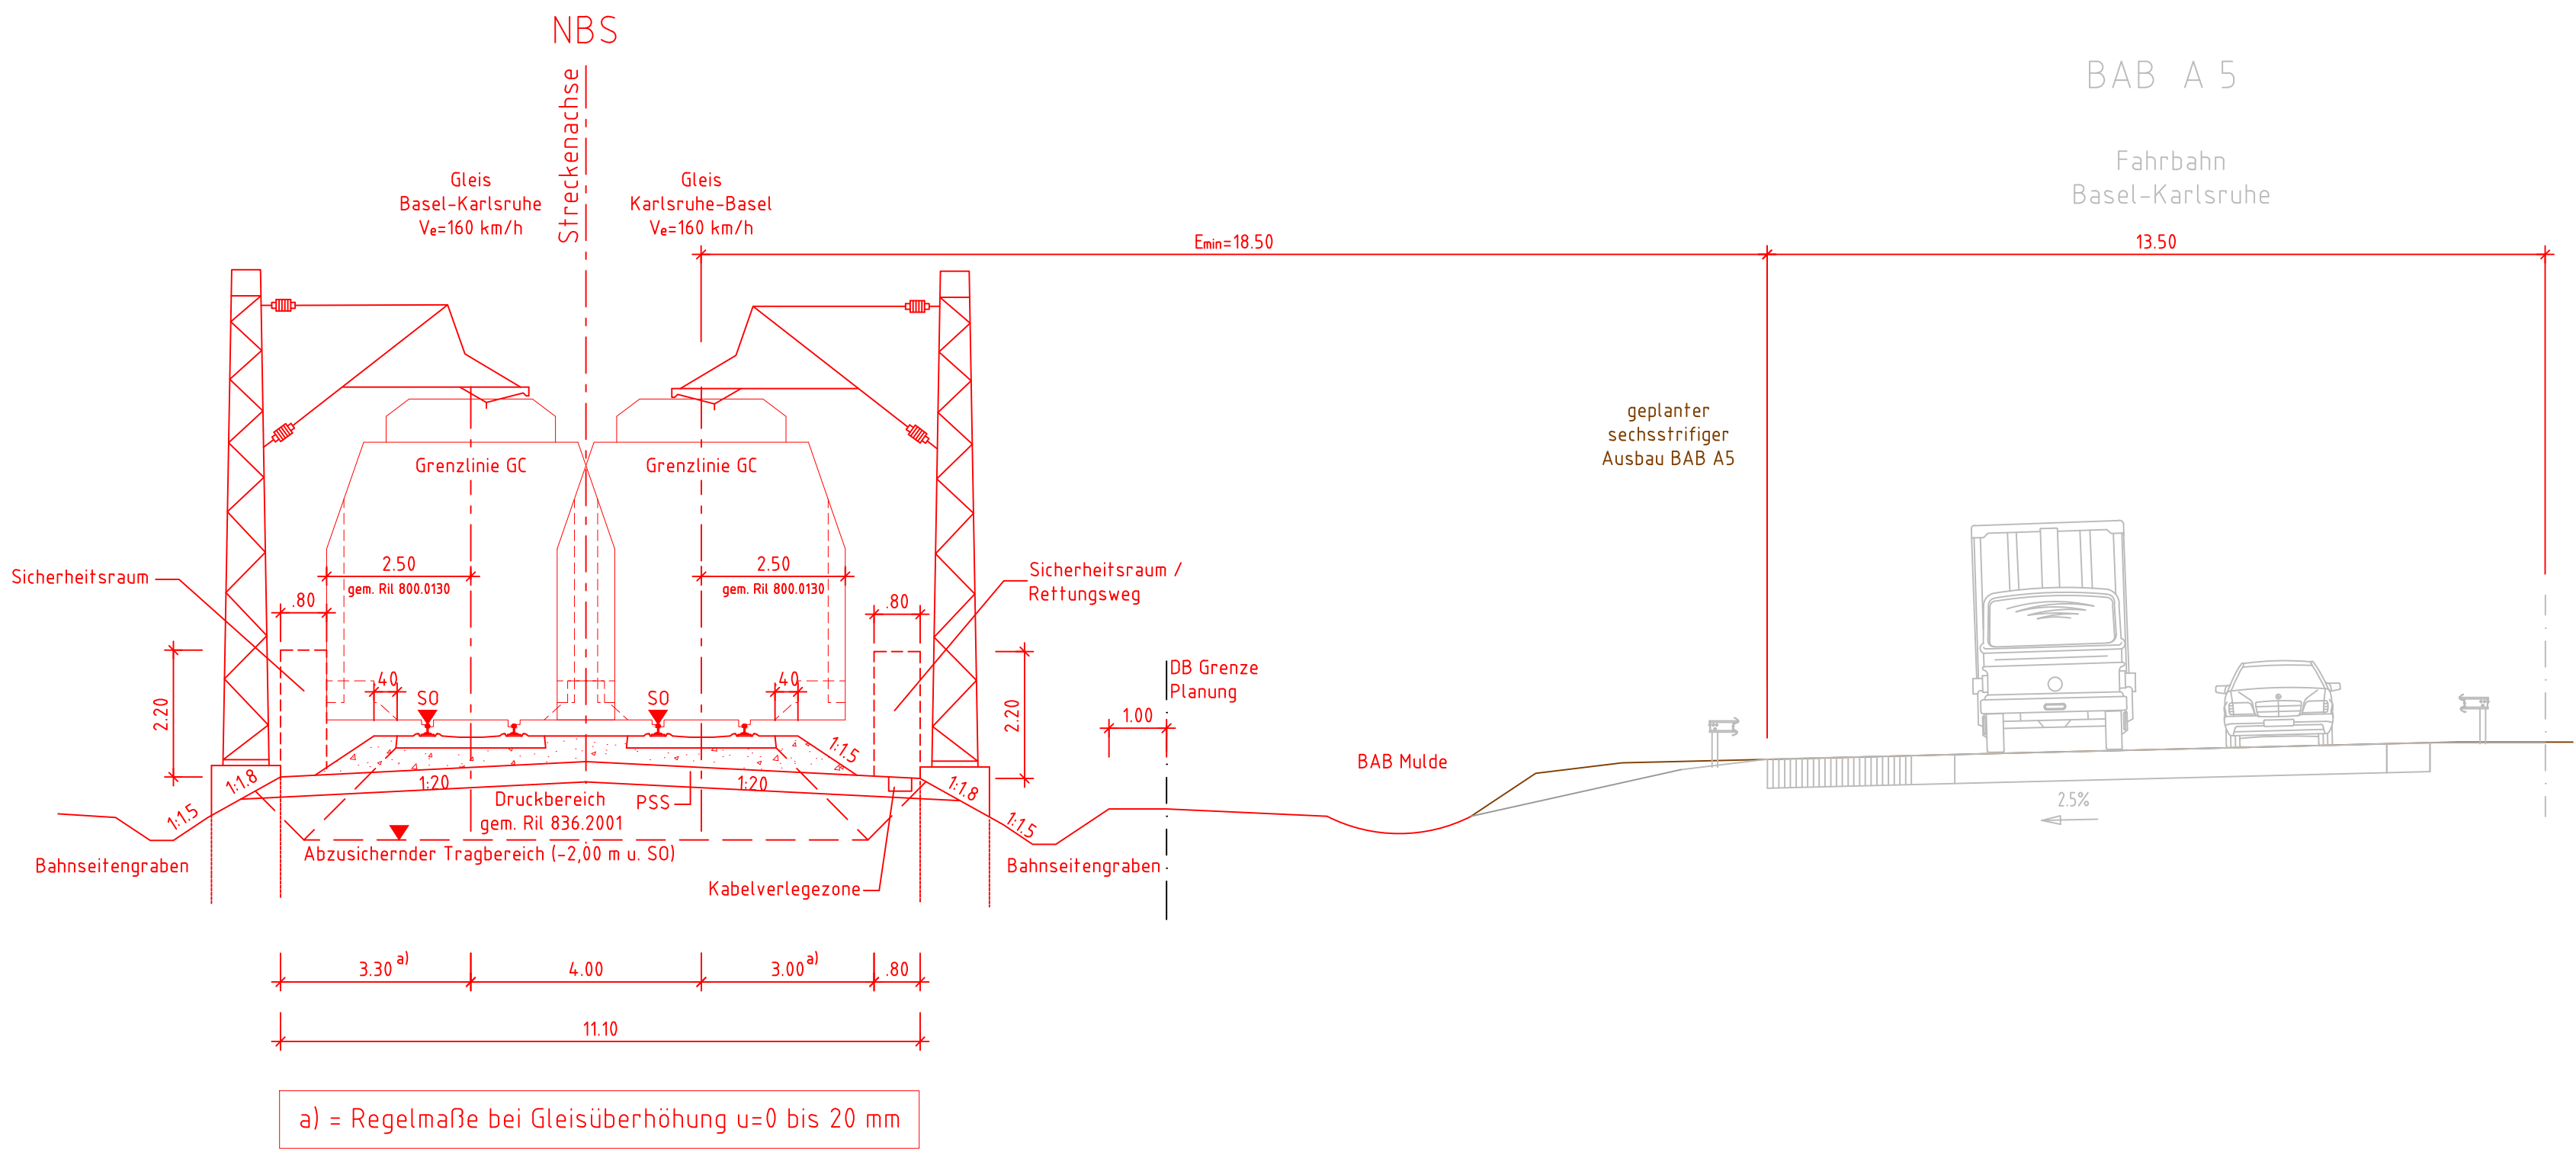 NBS
Streckenachse
BAB A 5
Fahrbahn
Basel-Karlsruhe
Gleis
Basel-Karlsruhe
Ve=160 km/h
Gleis
Karlsruhe-Basel
Ve=160 km/h
Emin=18.50
13.50
geplanter
sechsstrifiger
Ausbau BAB A5
Grenzlinie GC
Grenzlinie GC
2.50
gem. Ril 800.0130
2.50
gem. Ril 800.0130
Sicherheitsraum
Sicherheitsraum /
Rettungsweg
.80
.80
2.20
2.20
.40
.40
SO
SO
DB Grenze
Planung
1.00
BAB Mulde
1:1.5
1:1.8
1:1.5
1:20
1:20
1:1.8
1:1.5
Druckbereich
gem. Ril 836.2001
PSS
Abzusichernder Tragbereich (-2,00 m u. SO)
Bahnseitengraben
Bahnseitengraben
Kabelverlegezone
2.5%
3.30 a)
4.00
3.00 a)
.80
11.10
a) = Regelmaße bei Gleisüberhöhung u=0 bis 20 mm